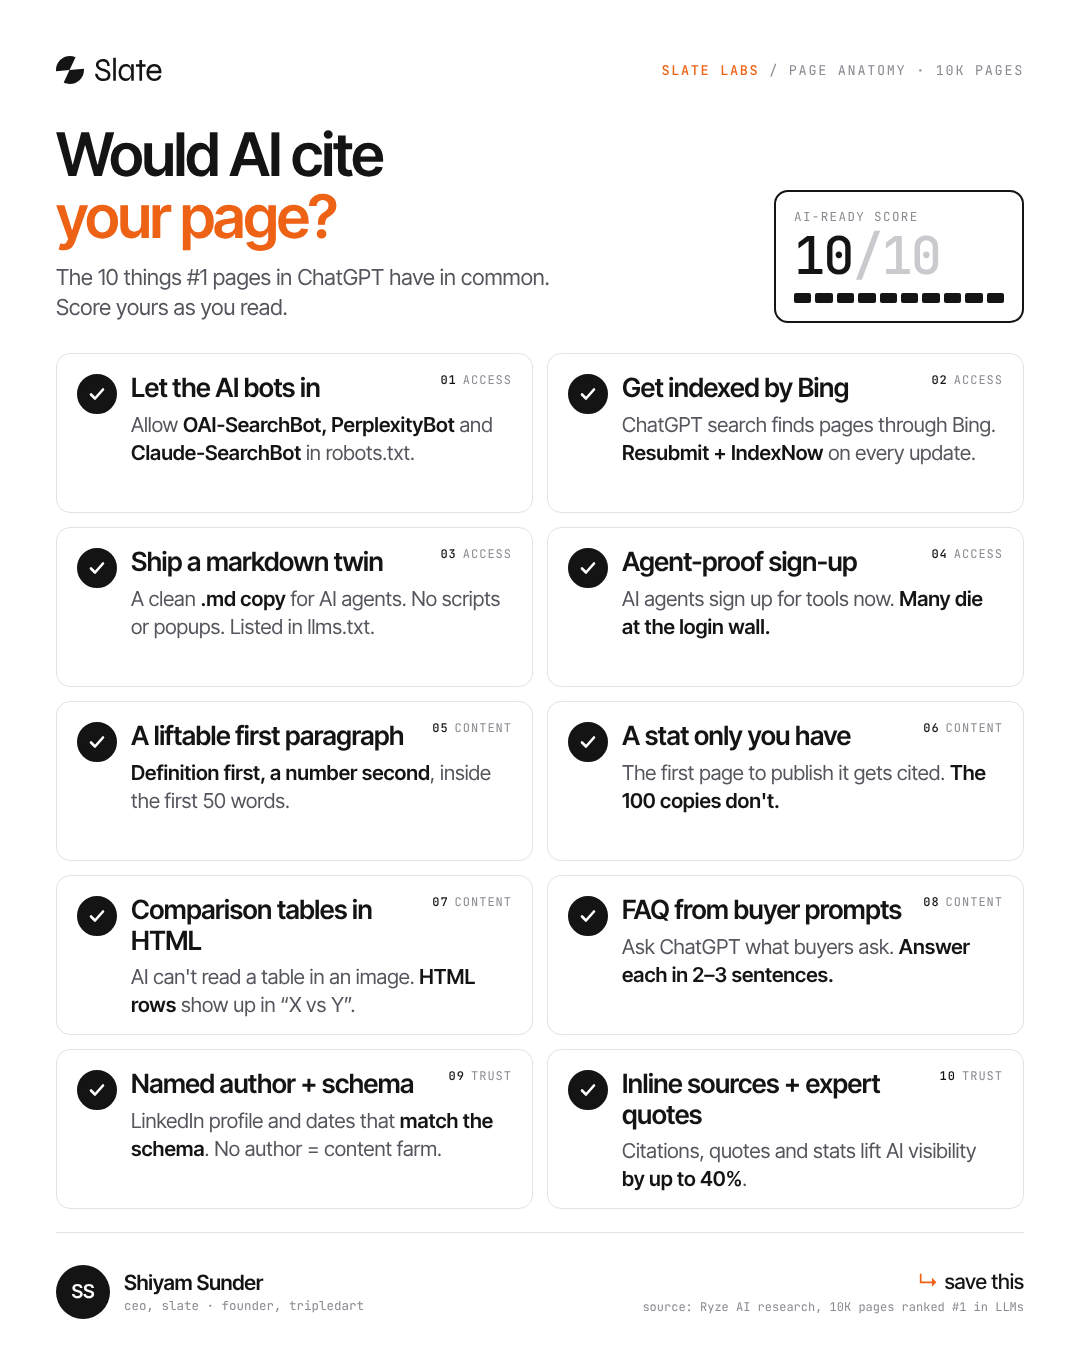 Slate
SLATE LABS / PAGE ANATOMY · 10K PAGES
Would AI cite
your page?
The 10 things #1 pages in ChatGPT have in common.
Score yours as you read.
AI-READY SCORE
10/10
Let the AI bots in
01 ACCESS
Allow OAI-SearchBot, PerplexityBot and
Claude-SearchBot in robots.txt.
Get indexed by Bing
02 ACCESS
ChatGPT search finds pages through Bing.
Resubmit + IndexNow on every update.
Ship a markdown twin
03 ACCESS
A clean .md copy for AI agents. No scripts
or popups. Listed in llms.txt.
Agent-proof sign-up
04 ACCESS
AI agents sign up for tools now. Many die
at the login wall.
A liftable first paragraph
05 CONTENT
Definition first, a number second, inside
the first 50 words.
A stat only you have
06 CONTENT
The first page to publish it gets cited. The
100 copies don't.
Comparison tables in
HTML
07 CONTENT
AI can't read a table in an image. HTML
rows show up in “X vs Y”.
FAQ from buyer prompts
08 CONTENT
Ask ChatGPT what buyers ask. Answer
each in 2–3 sentences.
Named author + schema
09 TRUST
LinkedIn profile and dates that match the
schema. No author = content farm.
Inline sources + expert
quotes
10 TRUST
Citations, quotes and stats lift AI visibility
by up to 40%.
SS
Shiyam Sunder
ceo, slate · founder, tripledart
↳ save this
source: Ryze AI research, 10K pages ranked #1 in LLMs